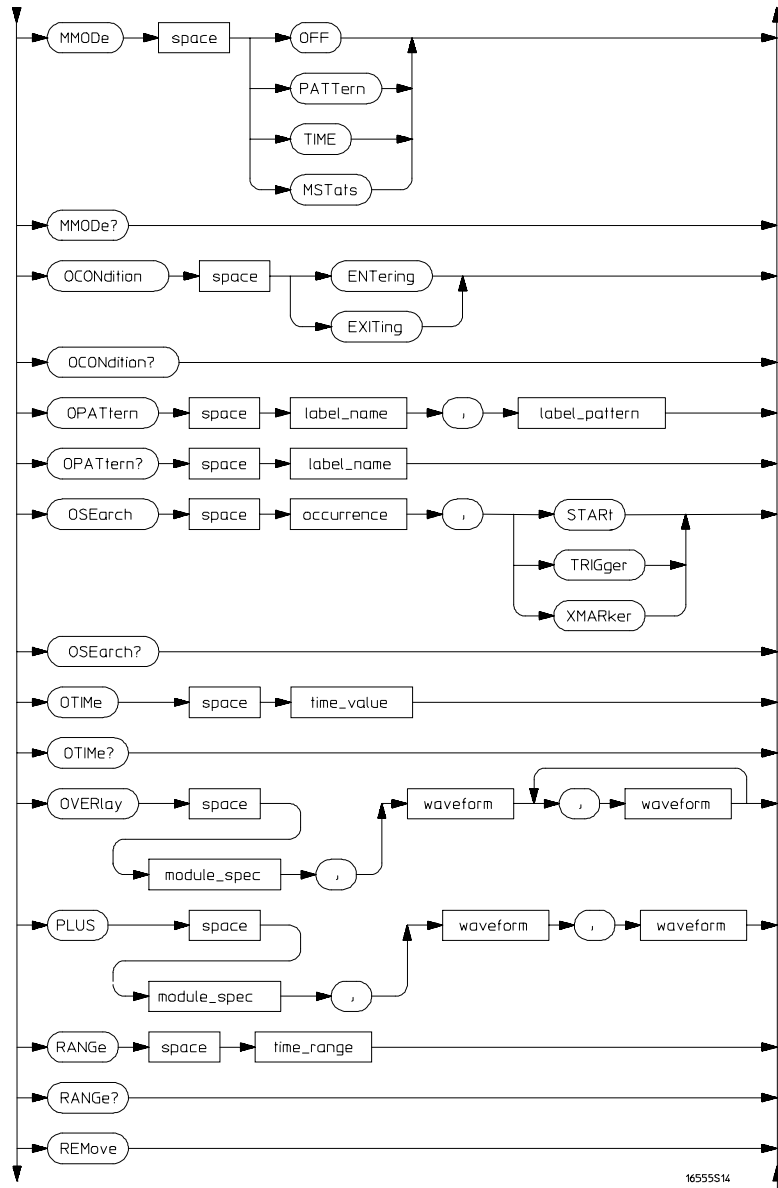 MMODe space OFF
PATTern
TIME
MSTats
MMODe?
OCONdition space ENTering
EXITing
OCONdition?
OPATtern space label_name , label_pattern
OPATtern? space label_name
OSEarch space occurrence , STARt
TRIGger
XMARker
OSEarch?
OTIMe space time_value
OTIMe?
OVERlay space waveform , waveform
module_spec ,
PLUS space waveform , waveform
module_spec ,
RANGe space time_range
RANGe?
REMove
16555S14